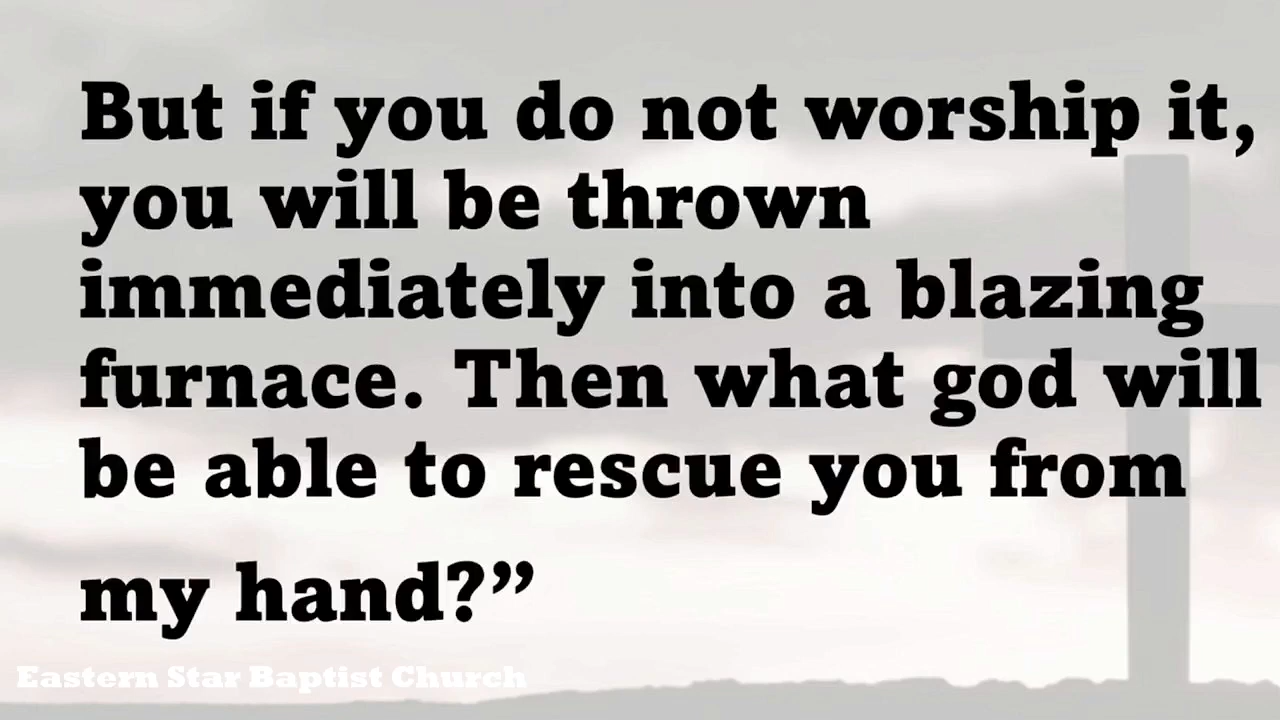 But if you do not worship it,
you will be thrown
immediately into a blazing
furnace. Then what god will
be able to rescue you from
my hand?”
Eastern Star Baptist Church